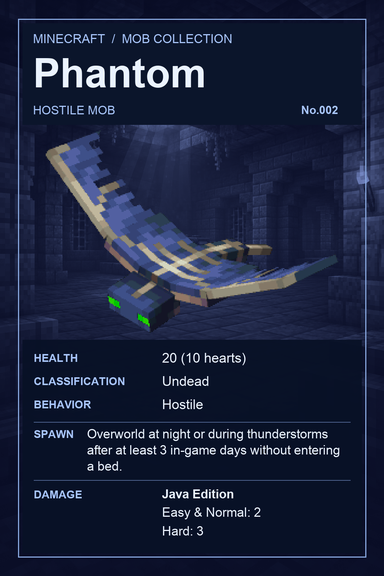 MINECRAFT / MOB COLLECTION
Phantom
HOSTILE MOB No.002
HEALTH 20 (10 hearts)
CLASSIFICATION Undead
BEHAVIOR Hostile
SPAWN Overworld at night or during thunderstorms
after at least 3 in-game days without entering
a bed.
DAMAGE Java Edition
Easy & Normal: 2
Hard: 3